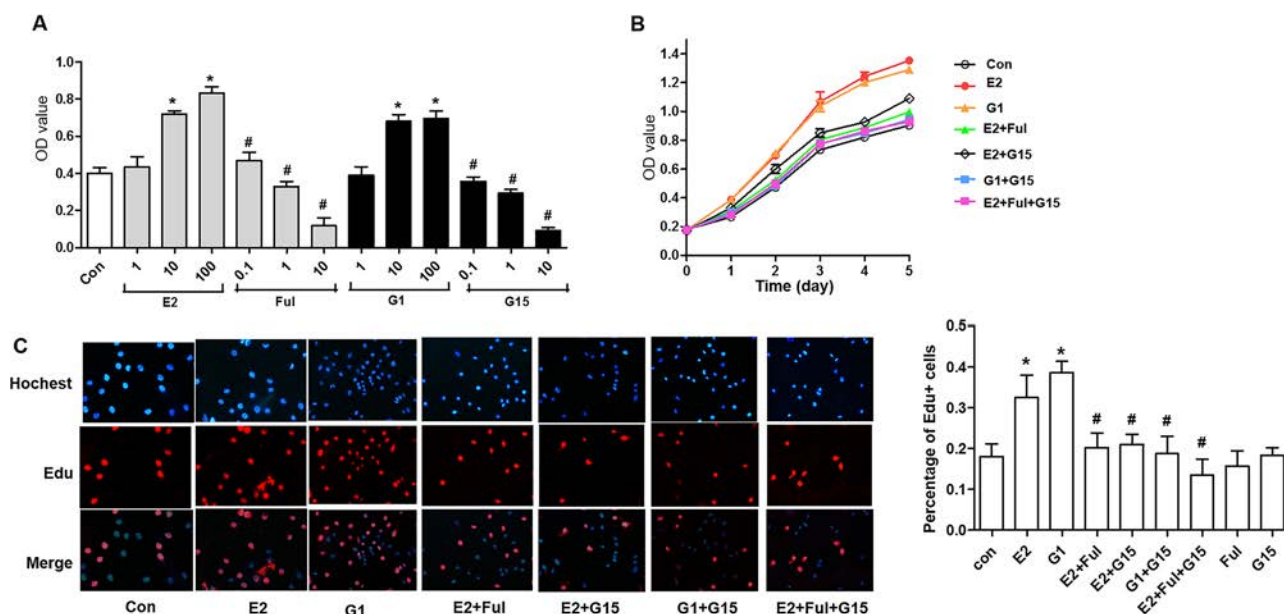 A
OD value
1.0
0.8
0.6
0.4
0.2
0.0
* * # # # * * # # #
Con 1 10 100 0.1 1 10 1 10 100 0.1 1 10
E2 Ful G1 G15
B
OD value
1.4
1.2
1.0
0.8
0.6
0.4
0.2
0 1 2 3 4 5
Time (day)
Con
E2
G1
E2+Ful
E2+G15
G1+G15
E2+Ful+G15
C
Hochest
Edu
Merge
Con E2 G1 E2+Ful E2+G15 G1+G15 E2+Ful+G15
Percentage of Edu+ cells
0.5
0.4
0.3
0.2
0.1
0.0
* * # # # #
con E2 G1 E2+Ful E2+G15 G1+G15 E2+Ful+G15 Ful G15